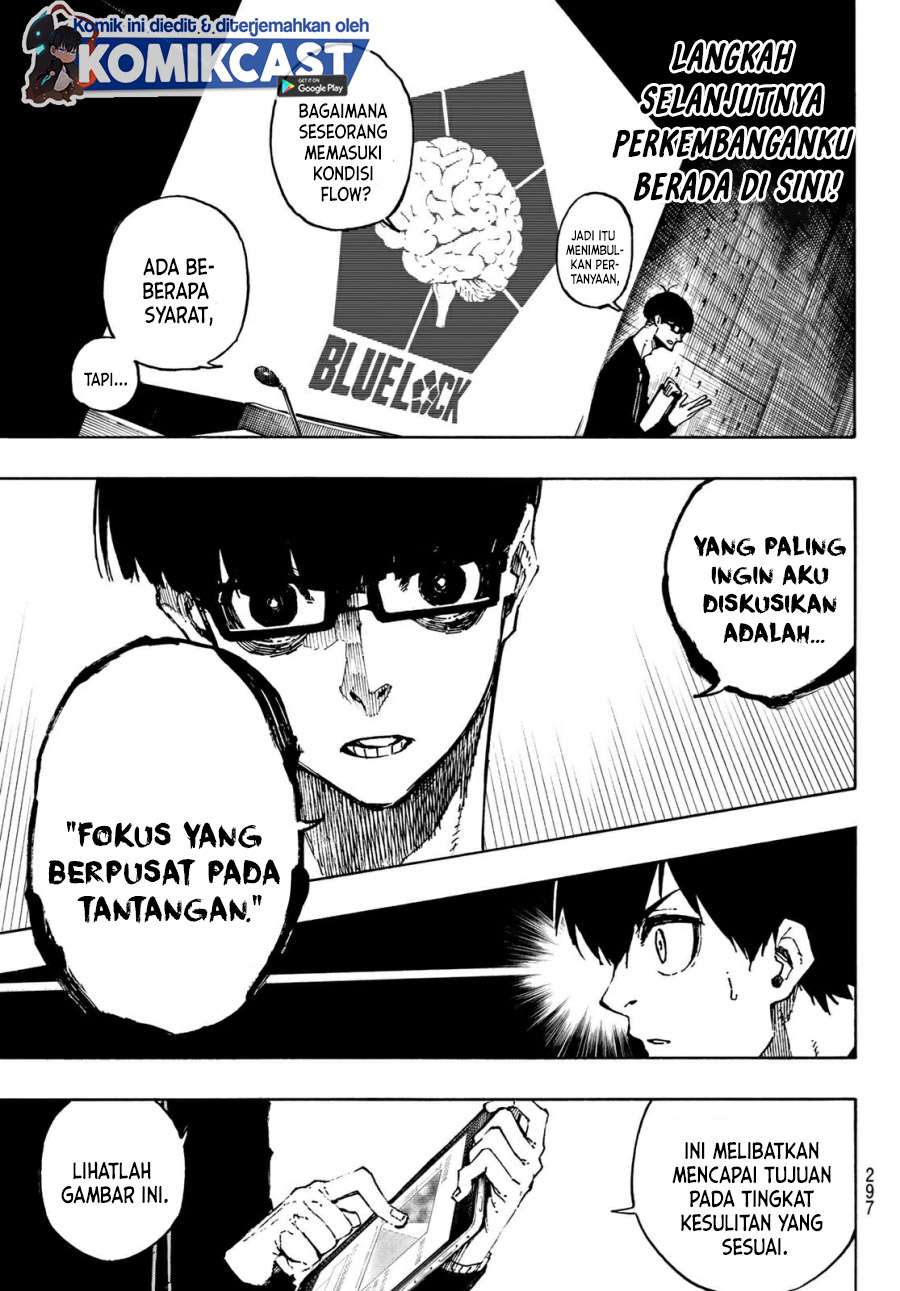 Komik ini diedit & diterjemahkan oleh
KOMIKCAST
GET IT ON
Google Play
LANGKAH
SELANJUTNYA
PERKEMBANGANKU
BERADA DI SINI!
JADI ITU
MENIMBUL-
KAN PER-
TANYAAN,
BAGAIMANA
SESEORANG
MEMASUKI
KONDISI
FLOW?
BLUELOCK
ADA BE-
BERAPA
SYARAT,
TAPI...
YANG PALING
INGIN AKU
DISKUSIKAN
ADALAH...
"FOKUS YANG
BERPUSAT PADA
TANTANGAN."
INI MELIBATKAN
MENCAPAI TUJUAN
PADA TINGKAT
KESULITAN YANG
SESUAI.
LIHATLAH
GAMBAR INI.
297